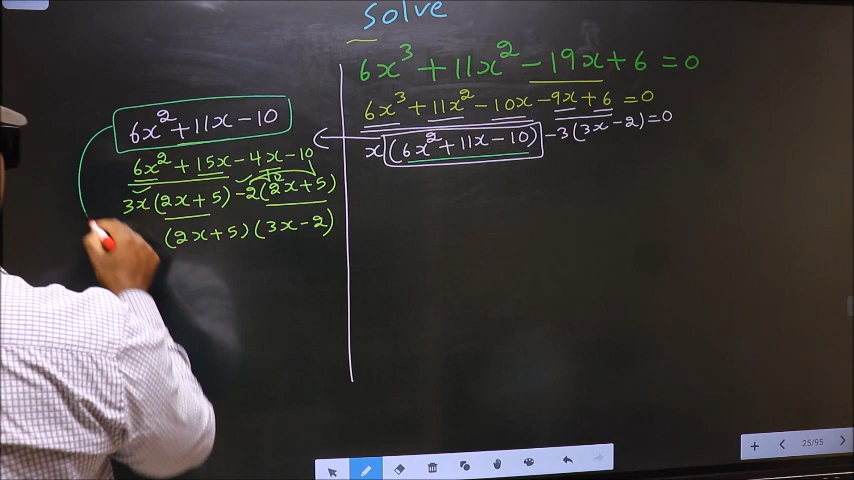 solve
6x³ + 11x² - 19x + 6 = 0
6x³ + 11x² - 10x - 9x + 6 = 0
x (6x² + 11x - 10) - 3 (3x - 2) = 0
6x² + 11x - 10
6x² + 15x - 4x - 10
3x (2x + 5) - 2 (2x + 5)
(2x + 5) (3x - 2)
25/95